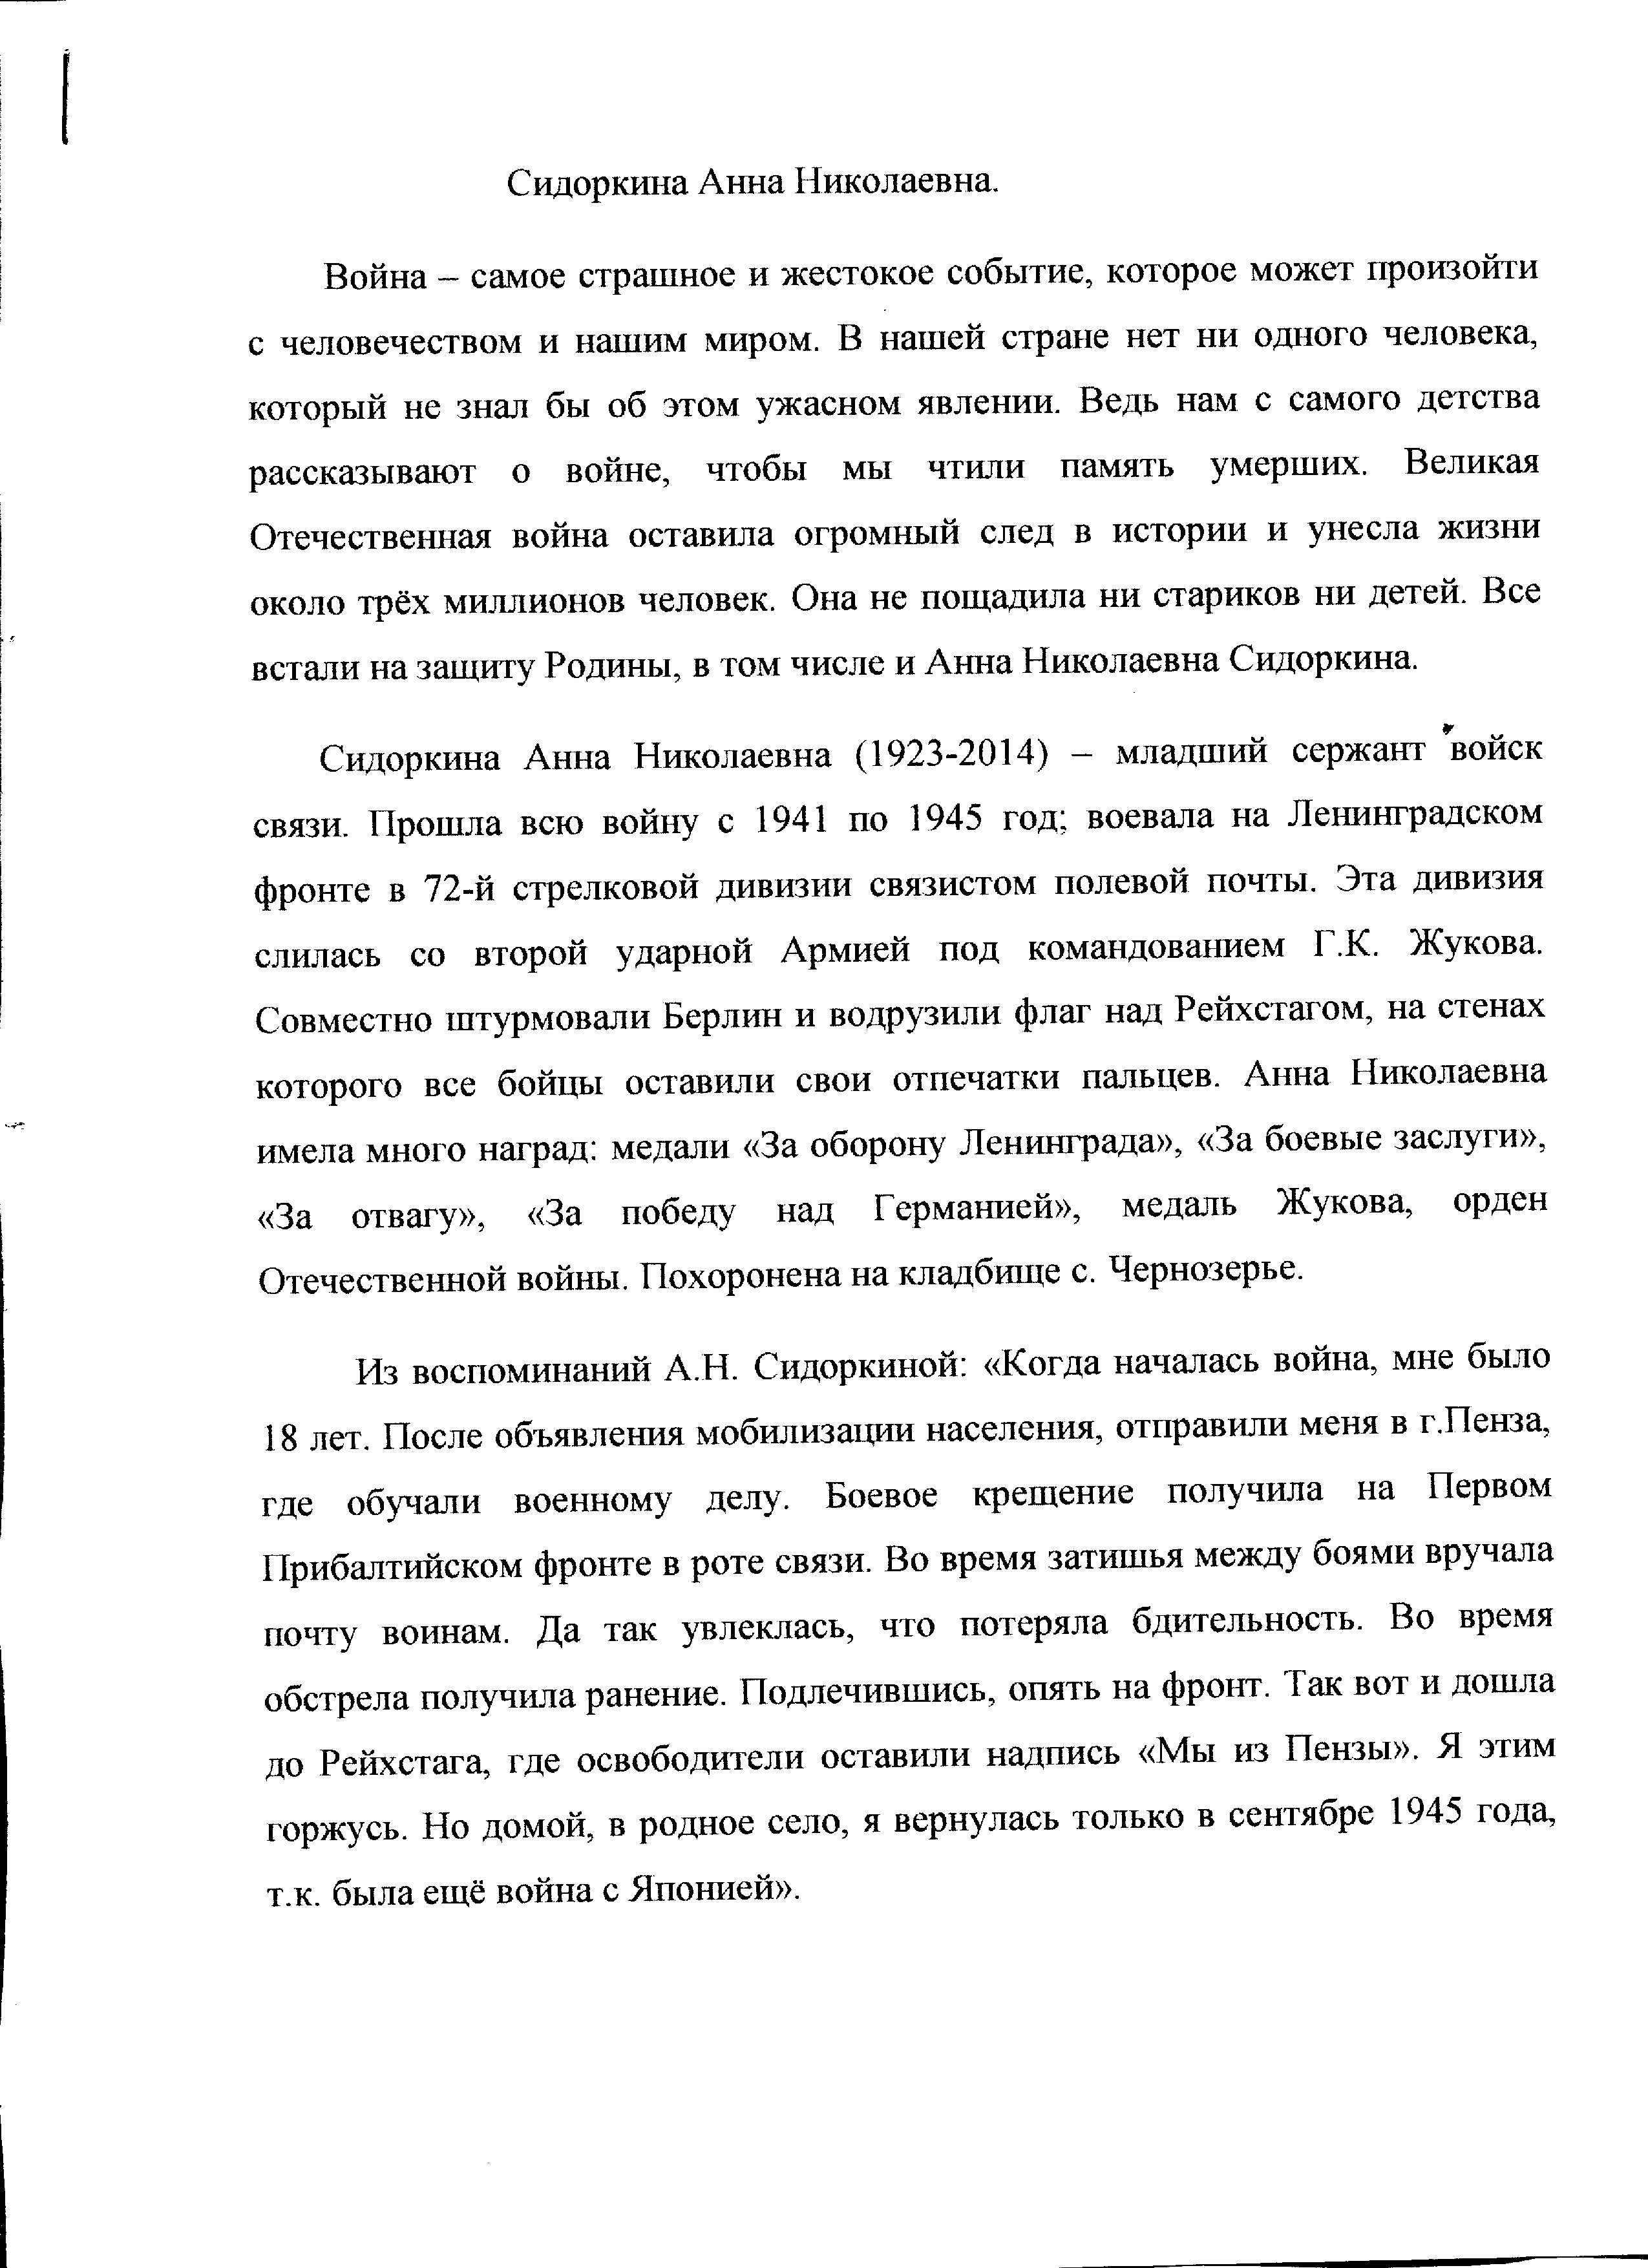 Сидоркина Анна Николаевна.
Война – самое страшное и жестокое событие, которое может произойти
с человечеством и нашим миром. В нашей стране нет ни одного человека,
который не знал бы об этом ужасном явлении. Ведь нам с самого детства
рассказывают о войне, чтобы мы чтили память умерших. Великая
Отечественная война оставила огромный след в истории и унесла жизни
около трёх миллионов человек. Она не пощадила ни стариков ни детей. Все
встали на защиту Родины, в том числе и Анна Николаевна Сидоркина.
Сидоркина Анна Николаевна (1923-2014) – младший сержант войск
связи. Прошла всю войну с 1941 по 1945 год; воевала на Ленинградском
фронте в 72-й стрелковой дивизии связистом полевой почты. Эта дивизия
слилась со второй ударной Армией под командованием Г.К. Жукова.
Совместно штурмовали Берлин и водрузили флаг над Рейхстагом, на стенах
которого все бойцы оставили свои отпечатки пальцев. Анна Николаевна
имела много наград: медали «За оборону Ленинграда», «За боевые заслуги»,
«За отвагу», «За победу над Германией», медаль Жукова, орден
Отечественной войны. Похоронена на кладбище с. Чернозерье.
Из воспоминаний А.Н. Сидоркиной: «Когда началась война, мне было
18 лет. После объявления мобилизации населения, отправили меня в г.Пенза,
где обучали военному делу. Боевое крещение получила на Первом
Прибалтийском фронте в роте связи. Во время затишья между боями вручала
почту воинам. Да так увлеклась, что потеряла бдительность. Во время
обстрела получила ранение. Подлечившись, опять на фронт. Так вот и дошла
до Рейхстага, где освободители оставили надпись «Мы из Пензы». Я этим
горжусь. Но домой, в родное село, я вернулась только в сентябре 1945 года,
т.к. была ещё война с Японией».